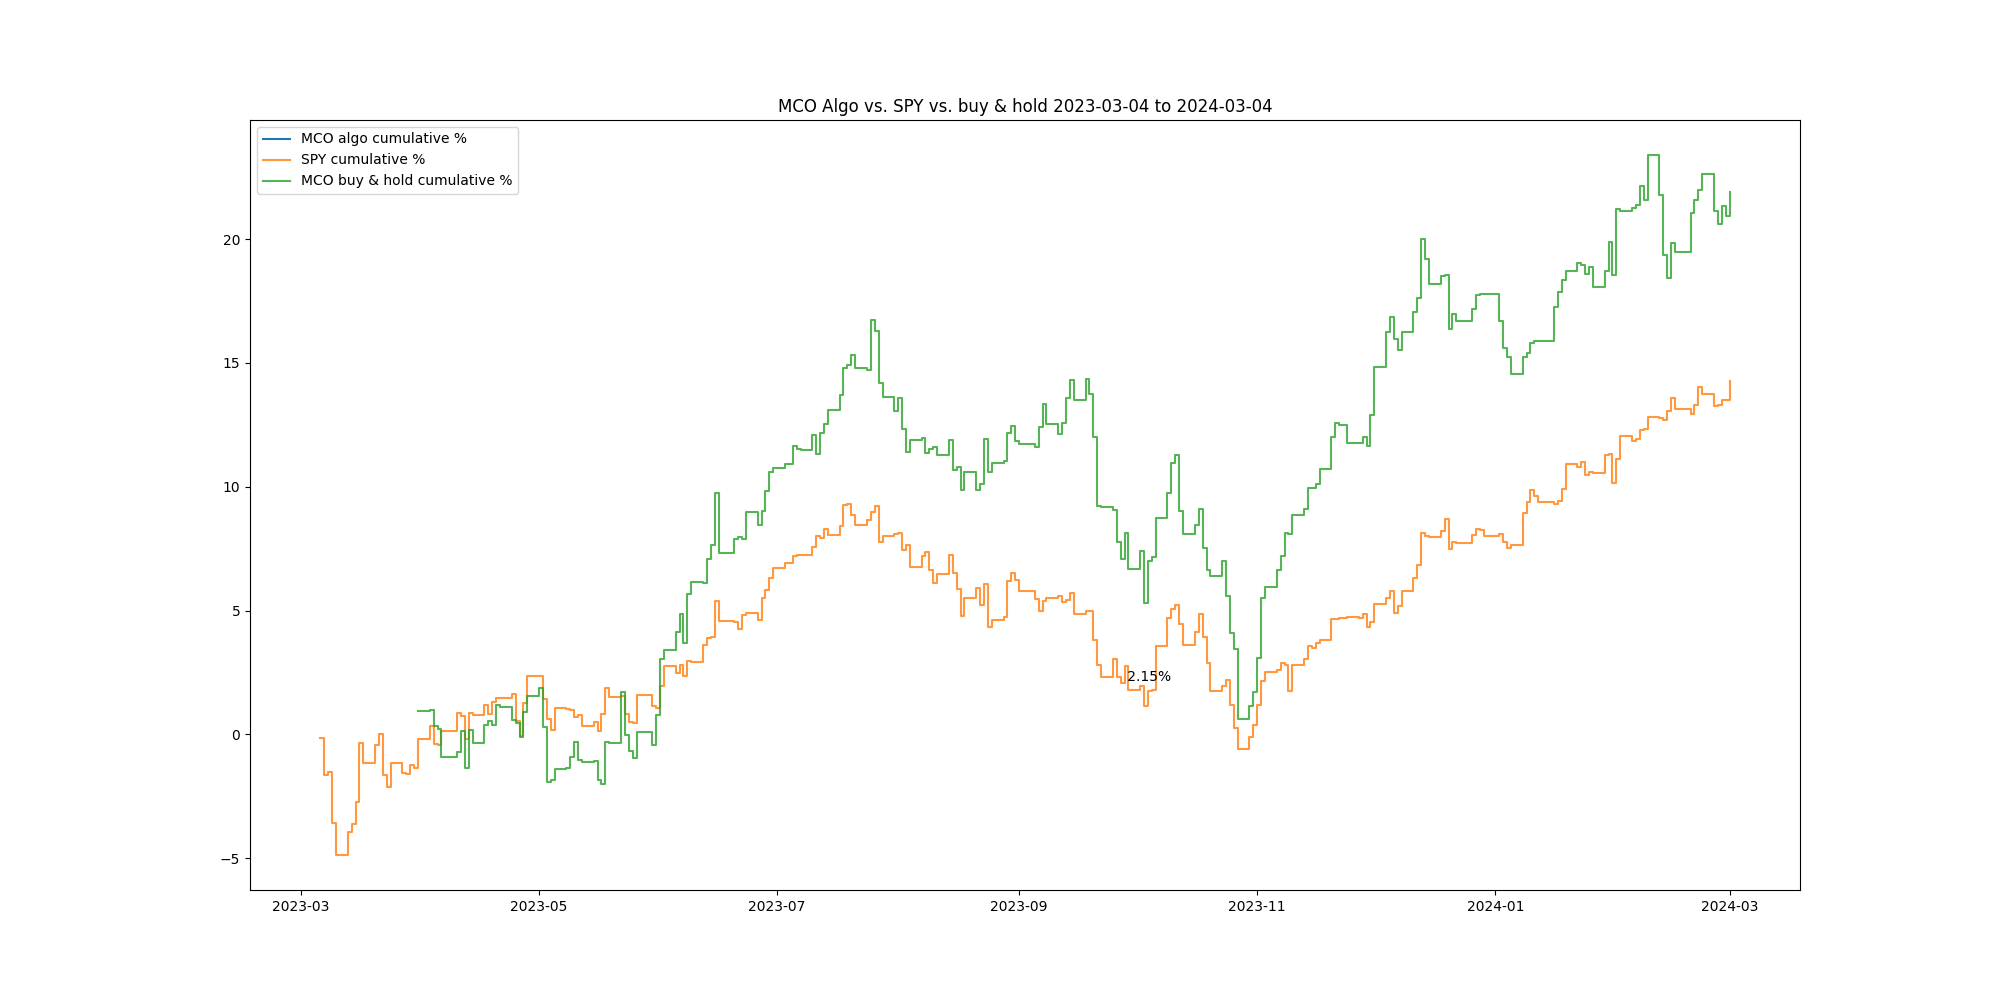 MCO Algo vs. SPY vs. buy & hold 2023-03-04 to 2024-03-04
MCO algo cumulative %
SPY cumulative %
MCO buy & hold cumulative %
20
15
10
5
0
−5
2.15%
2023-03 2023-05 2023-07 2023-09 2023-11 2024-01 2024-03